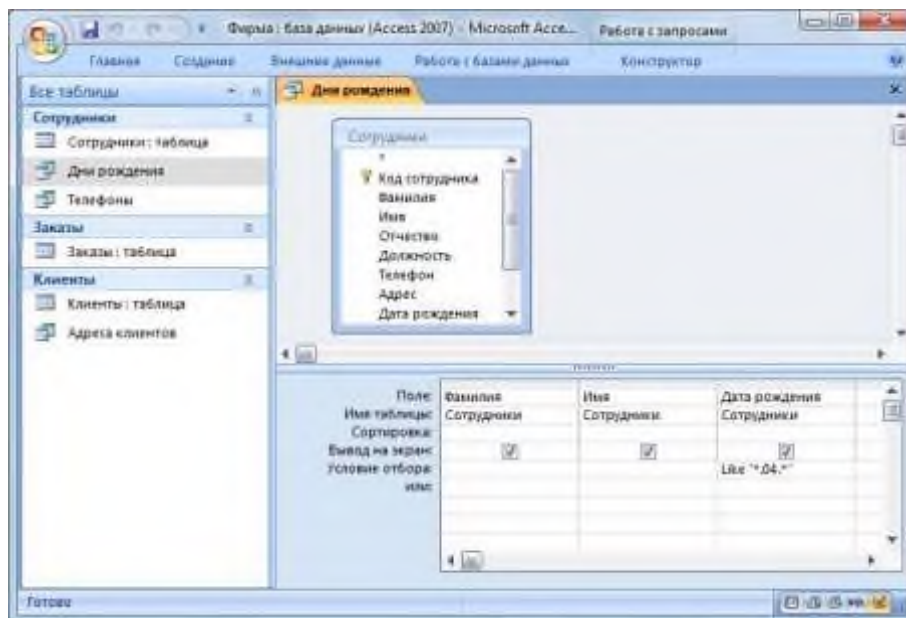 Фирма : база данных (Access 2007) - Microsoft Acce...
Работа с запросами
Главная Создание Внешние данные Работа с базами данных Конструктор
Все таблицы
Дни рождения
Сотрудники
Сотрудники : таблица
Дни рождения
Телефоны
Заказы
Заказы : таблица
Клиенты
Клиенты : таблица
Адреса клиентов
Сотрудники
*
Код сотрудника
Фамилия
Имя
Отчество
Должность
Телефон
Адрес
Дата рождения
Поле: Фамилия Имя Дата рождения
Имя таблицы: Сотрудники Сотрудники Сотрудники
Сортировка:
Вывод на экран:
Условие отбора: Like "*.04.*"
или:
Готово